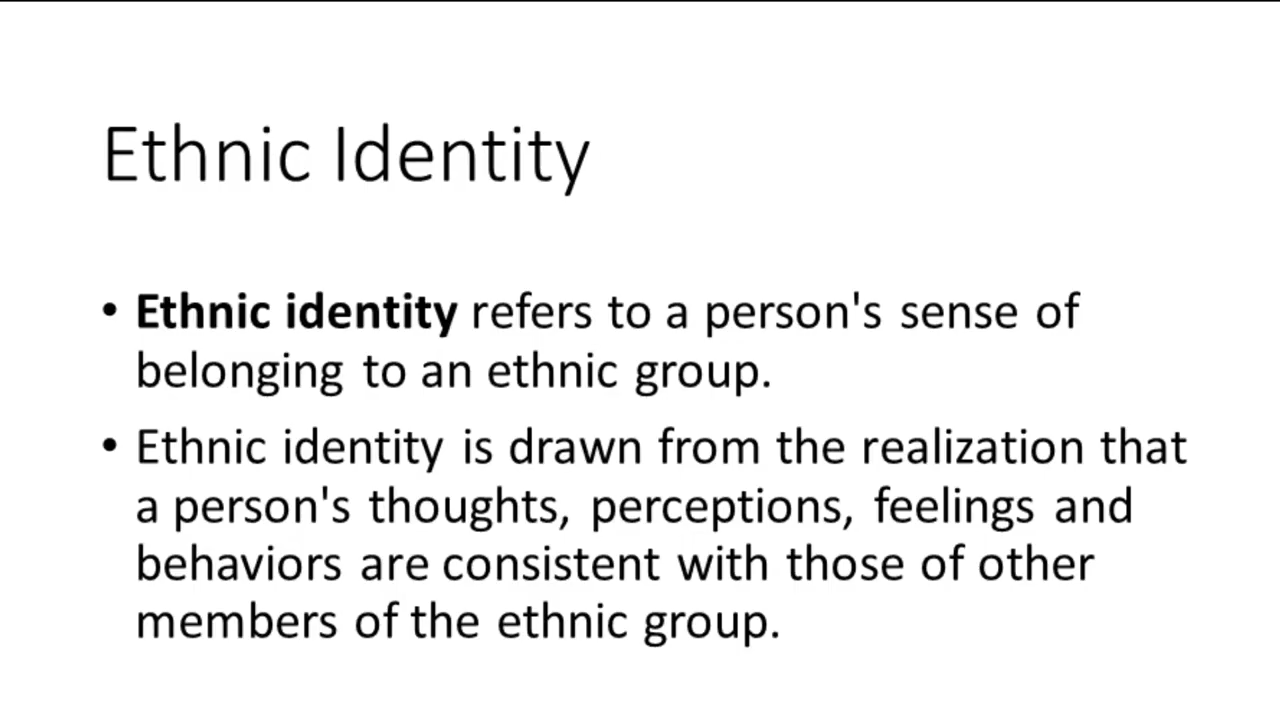 Ethnic Identity
• Ethnic identity refers to a person's sense of
belonging to an ethnic group.
• Ethnic identity is drawn from the realization that
a person's thoughts, perceptions, feelings and
behaviors are consistent with those of other
members of the ethnic group.